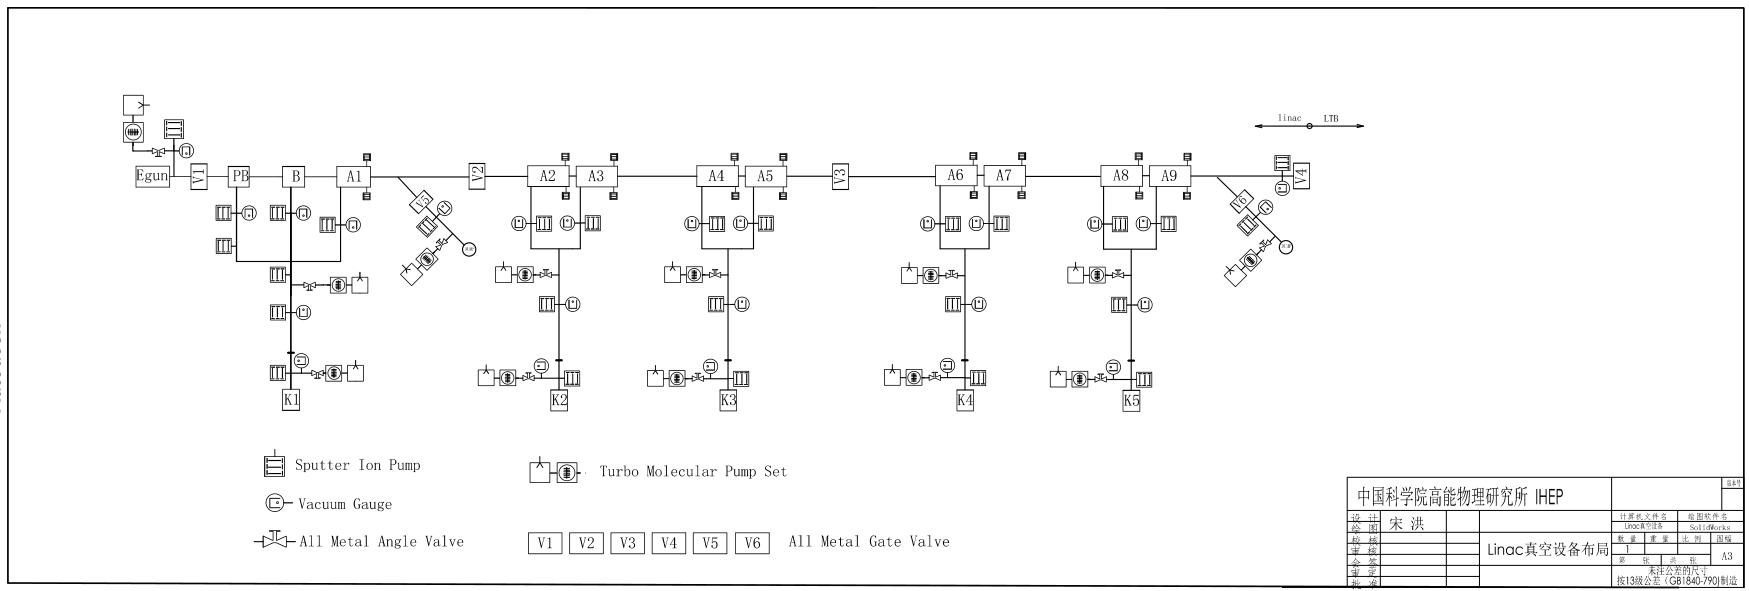 linac LTB
Egun V1 PB B A1 V2 A2 A3 A4 A5 V3 A6 A7 A8 A9 V4
V5 V6
K1 K2 K3 K4 K5
Sputter Ion Pump
Turbo Molecular Pump Set
Vacuum Gauge
All Metal Angle Valve
V1 V2 V3 V4 V5 V6 All Metal Gate Valve
中国科学院高能物理研究所 IHEP
版本号
设 计 宋 洪
绘 图
校 核
审 核
会 签
审 定
批 准
Linac真空设备布局
计算机文件名 绘图软件名
Linac真空设备 SolidWorks
数 量 重 量 比 例 图幅
1 A3
第 张 共 张
未注公差的尺寸
按13级公差（GB1840-790)制造